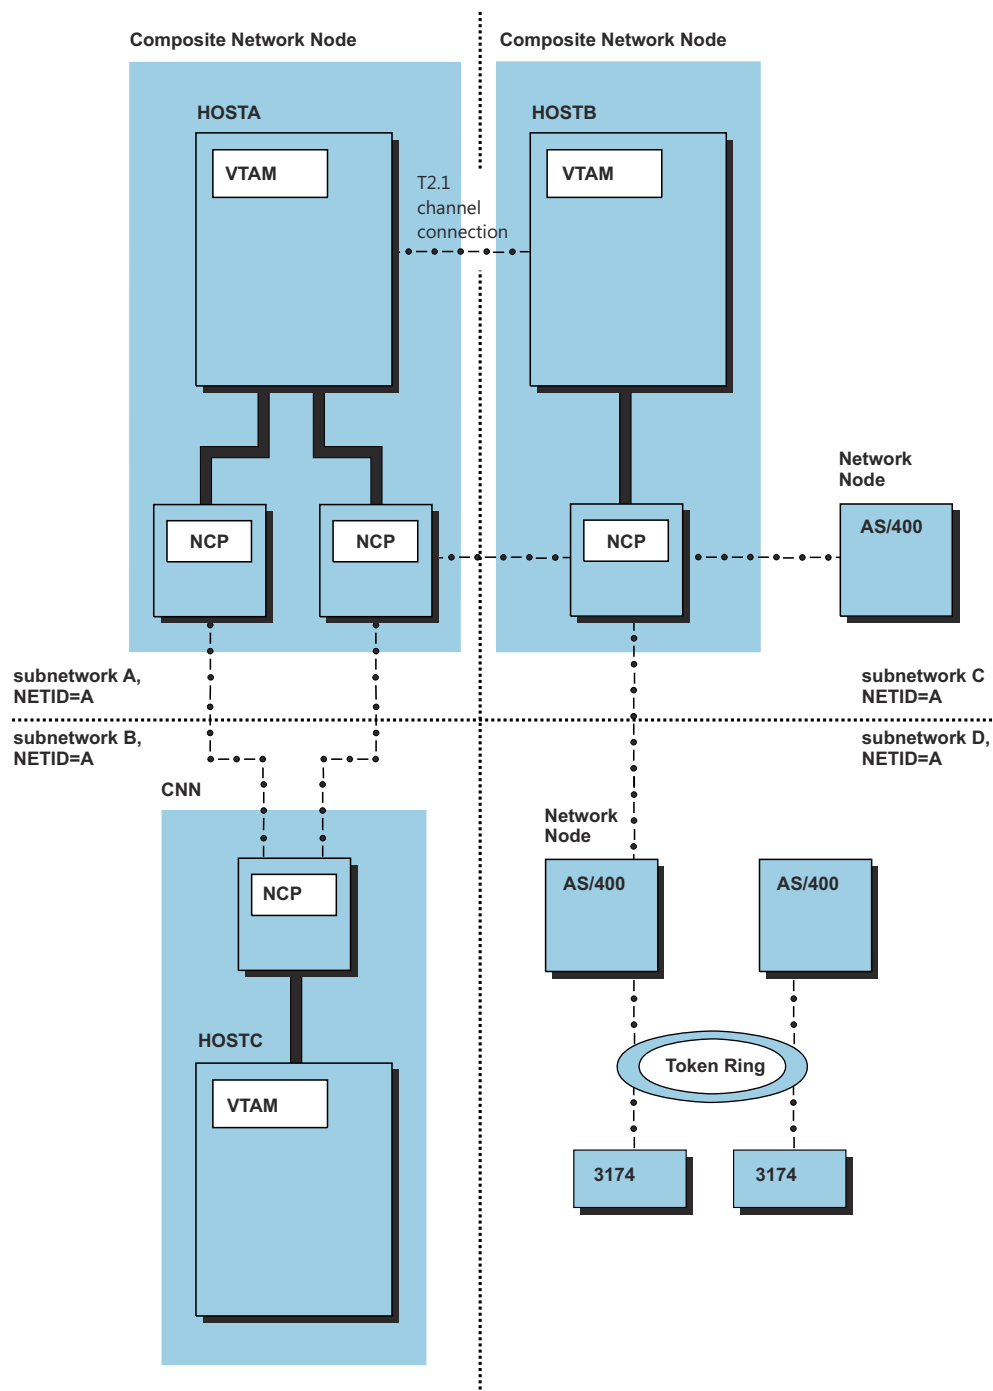 Composite Network Node
Composite Network Node
HOSTA
HOSTB
VTAM
VTAM
T2.1
channel
connection
Network
Node
AS/400
NCP
NCP
NCP
subnetwork A,
NETID=A
subnetwork C
NETID=A
subnetwork B,
NETID=A
subnetwork D,
NETID=A
CNN
Network
Node
NCP
AS/400
AS/400
HOSTC
Token Ring
VTAM
3174
3174